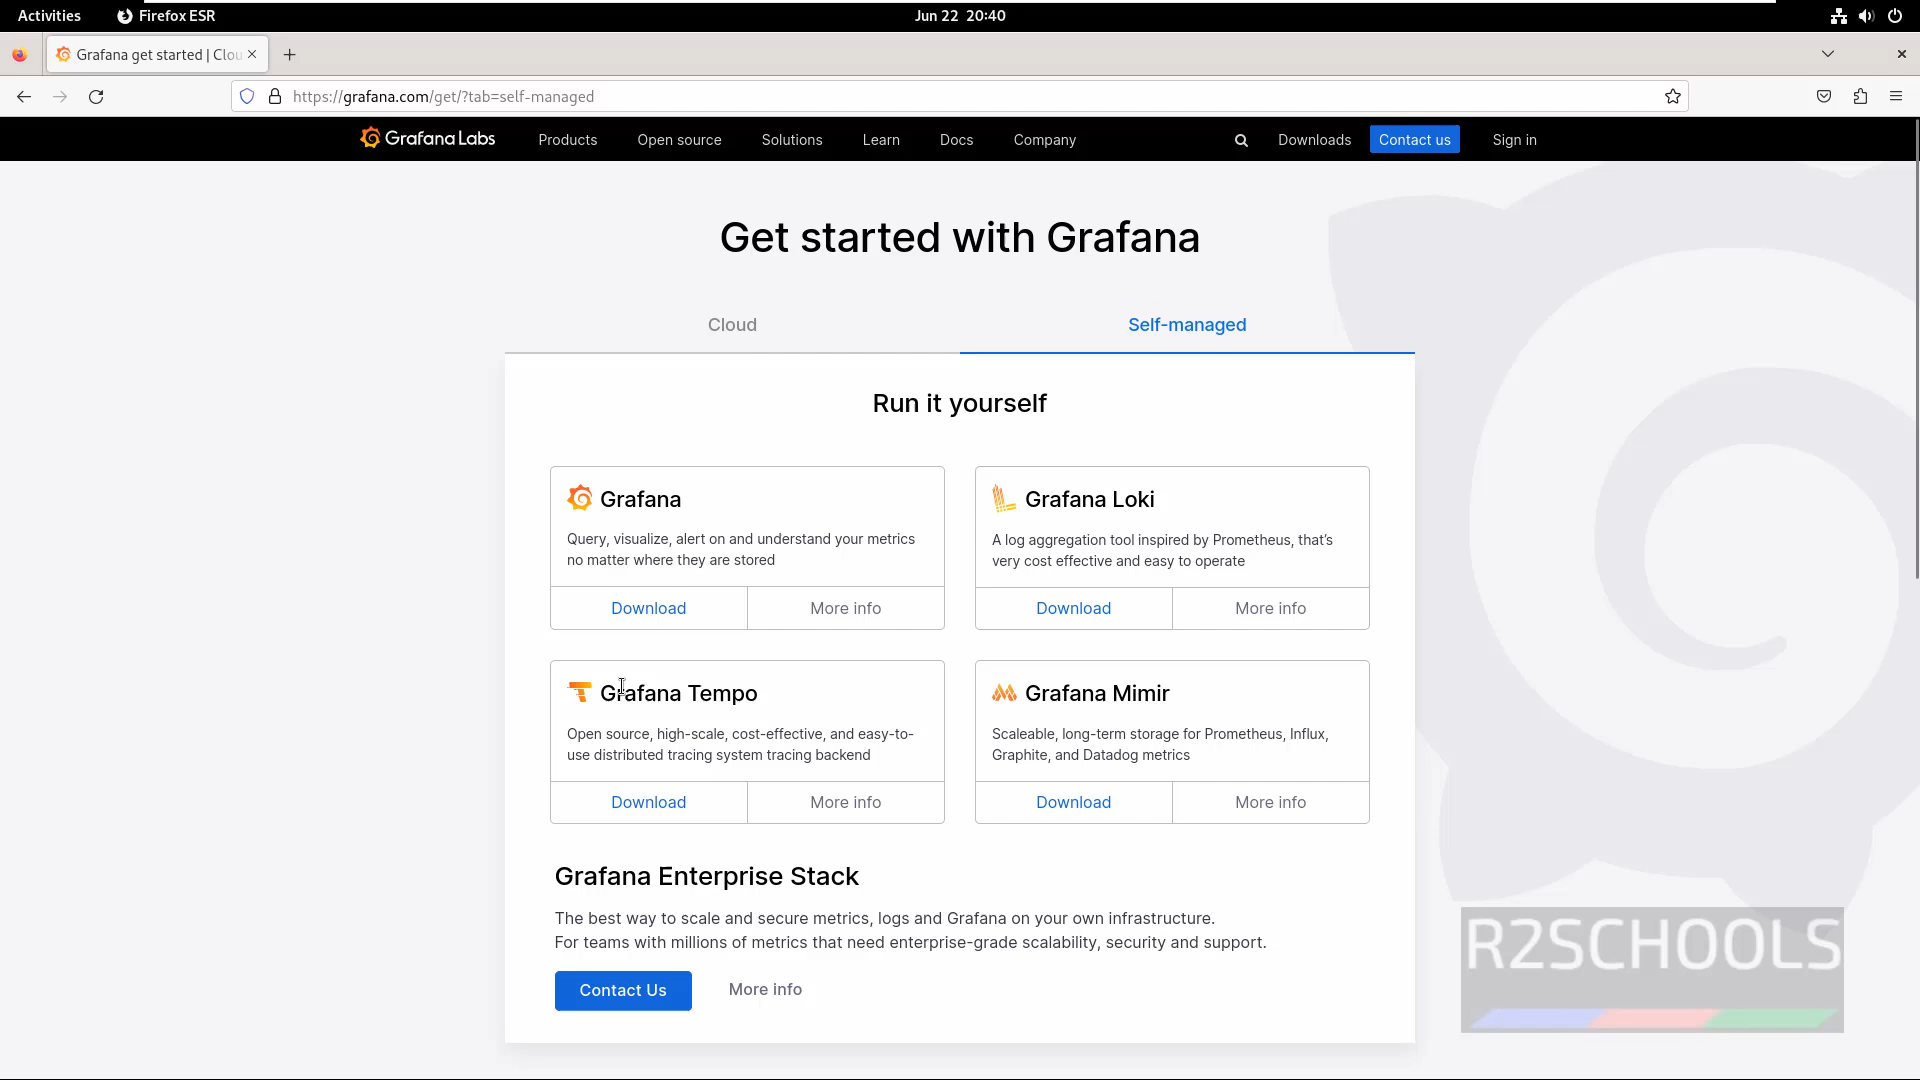 Activities
Firefox ESR
Jun 22 20:40
Grafana get started | Clou
https://grafana.com/get/?tab=self-managed
Grafana Labs
Products
Open source
Solutions
Learn
Docs
Company
Downloads
Contact us
Sign in
Get started with Grafana
Cloud
Self-managed
Run it yourself
Grafana
Query, visualize, alert on and understand your metrics
no matter where they are stored
Download
More info
Grafana Loki
A log aggregation tool inspired by Prometheus, that’s
very cost effective and easy to operate
Download
More info
Grafana Tempo
Open source, high-scale, cost-effective, and easy-to-
use distributed tracing system tracing backend
Download
More info
Grafana Mimir
Scaleable, long-term storage for Prometheus, Influx,
Graphite, and Datadog metrics
Download
More info
Grafana Enterprise Stack
The best way to scale and secure metrics, logs and Grafana on your own infrastructure.
For teams with millions of metrics that need enterprise-grade scalability, security and support.
Contact Us
More info
R2SCHOOLS